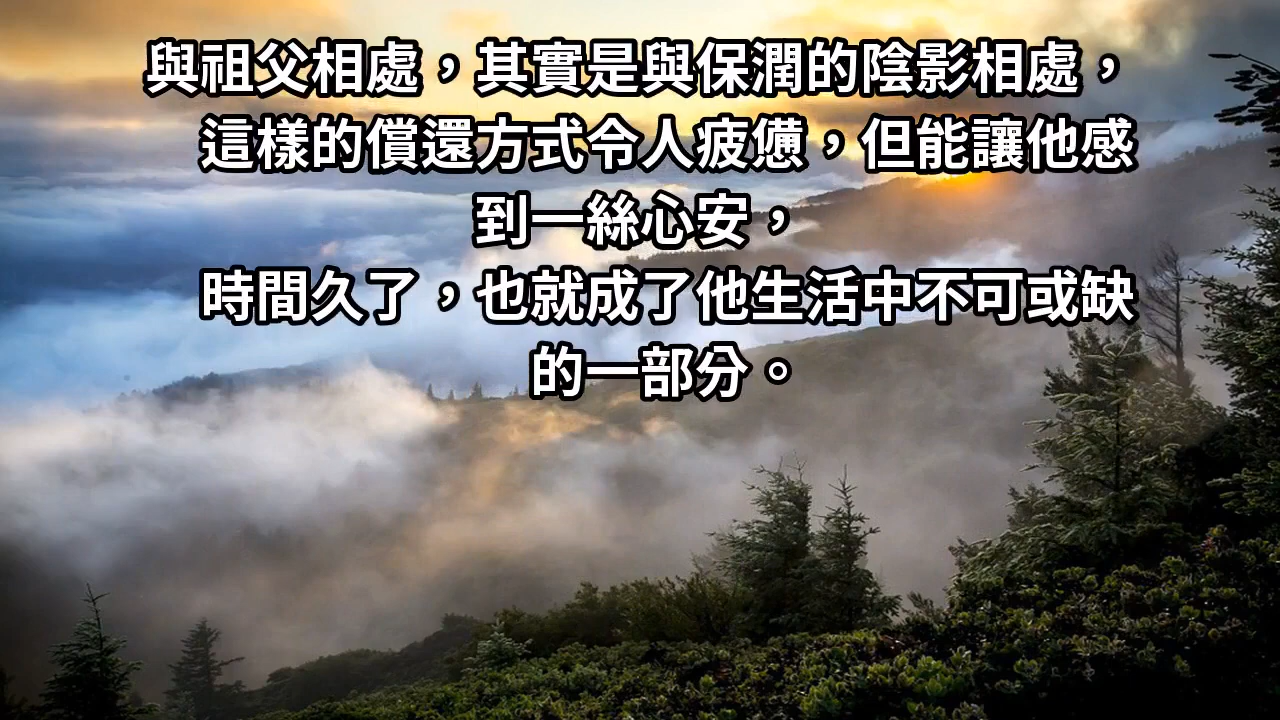 與祖父相處，其實是與保潤的陰影相處，
這樣的償還方式令人疲憊，但能讓他感
到一絲心安，
時間久了，也就成了他生活中不可或缺
的一部分。